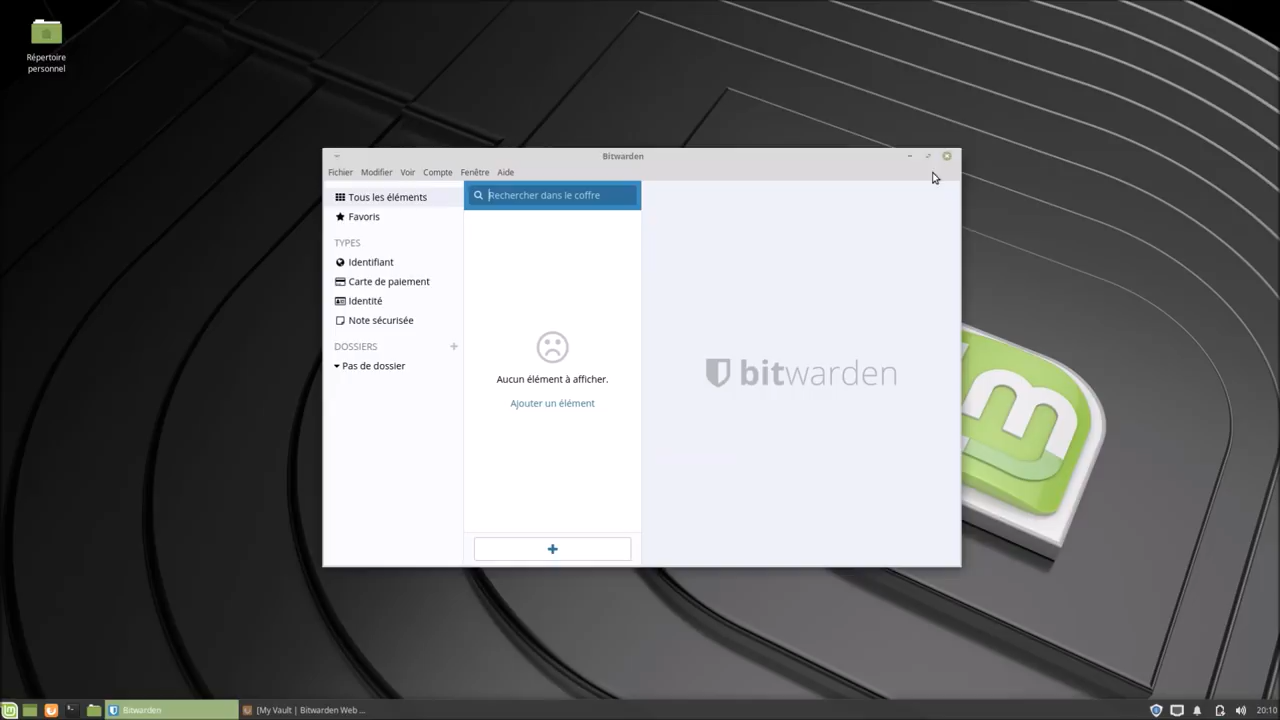 Répertoire
personnel
Bitwarden
Fichier Modifier Voir Compte Fenêtre Aide
Tous les éléments
Favoris
TYPES
Identifiant
Carte de paiement
Identité
Note sécurisée
DOSSIERS
Pas de dossier
Rechercher dans le coffre
Aucun élément à afficher.
Ajouter un élément
bitwarden
Bitwarden
[My Vault | Bitwarden Web ...
20:10